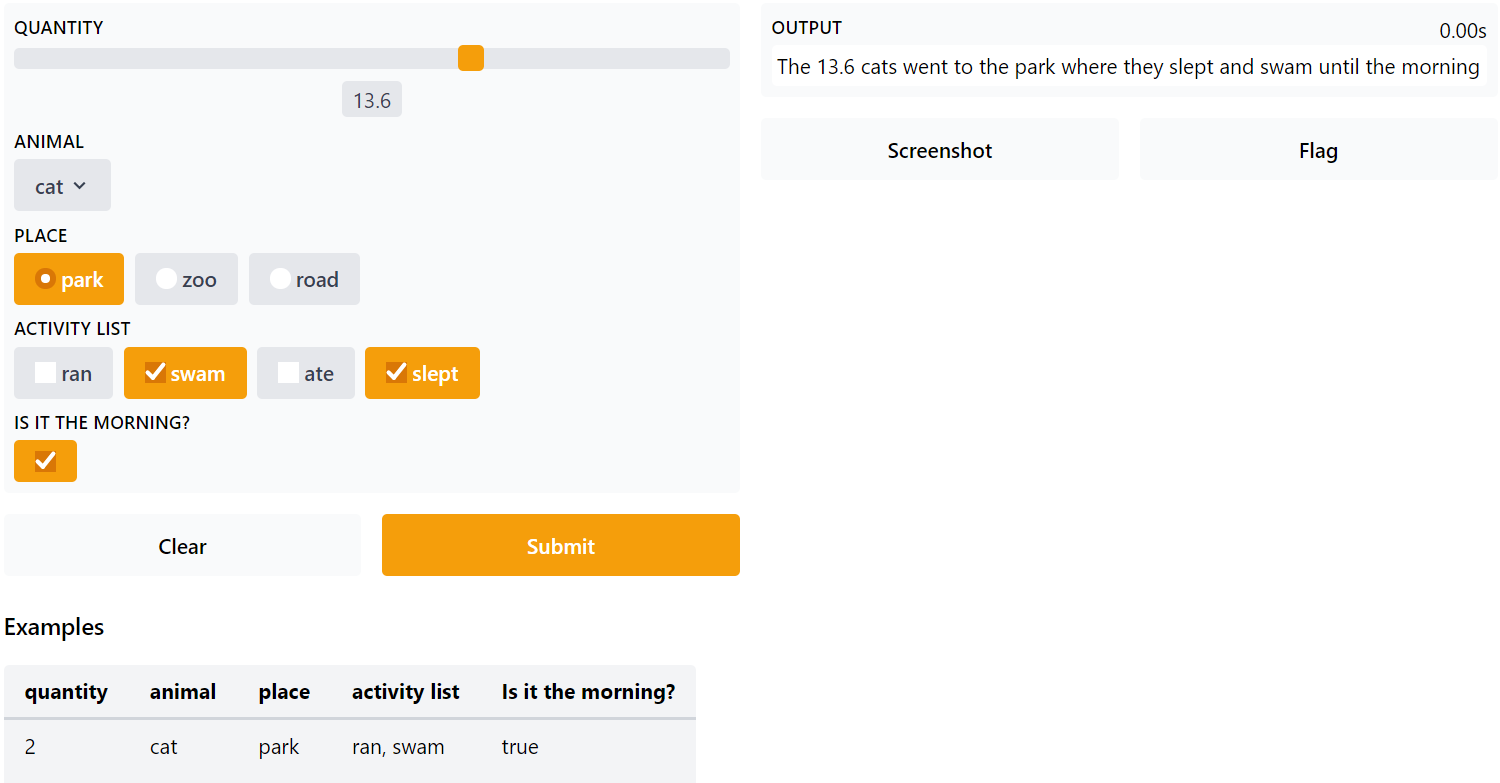 QUANTITY
13.6
ANIMAL
cat
PLACE
park zoo road
ACTIVITY LIST
ran swam ate slept
IS IT THE MORNING?
Clear Submit
OUTPUT 0.00s
The 13.6 cats went to the park where they slept and swam until the morning
Screenshot Flag
Examples
quantity animal place activity list Is it the morning?
2 cat park ran, swam true